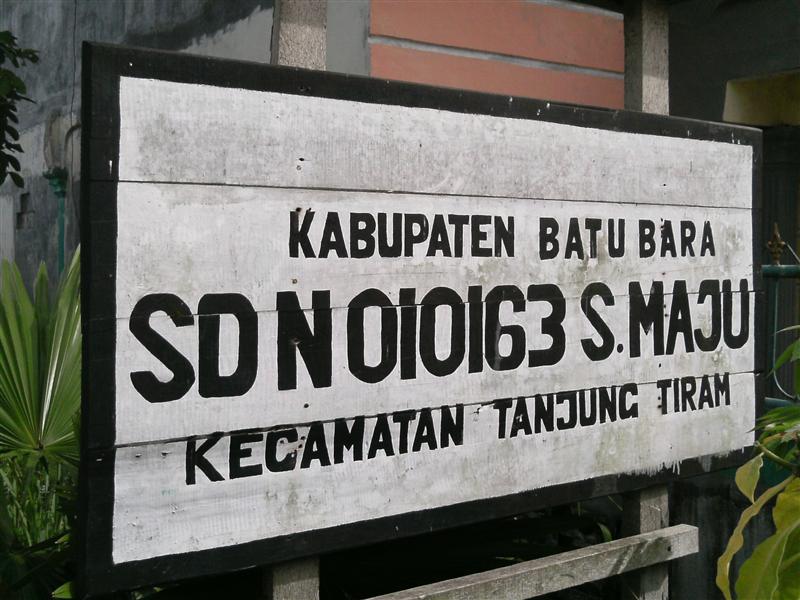 KABUPATEN BATU BARA
SD N 010163 S. MAJU
KECAMATAN TANJUNG TIRAM